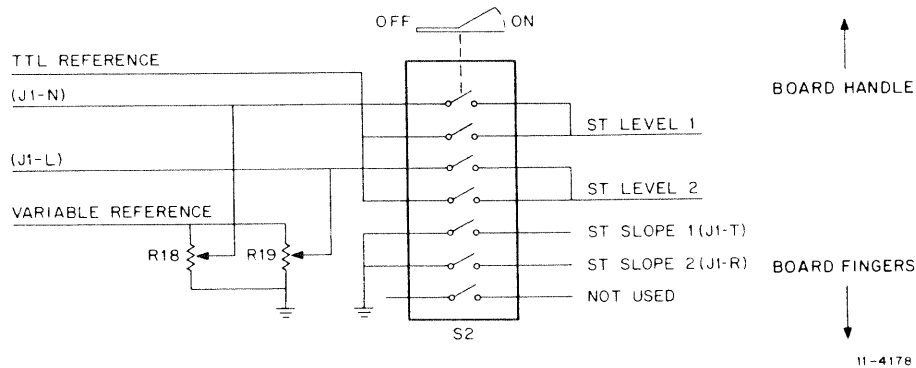 OFF ON
TTL REFERENCE
(J1-N)
BOARD HANDLE
ST LEVEL 1
(J1-L)
ST LEVEL 2
VARIABLE REFERENCE
ST SLOPE 1 (J1-T)
R18 R19
ST SLOPE 2 (J1-R)
BOARD FINGERS
NOT USED
S2
11-4178